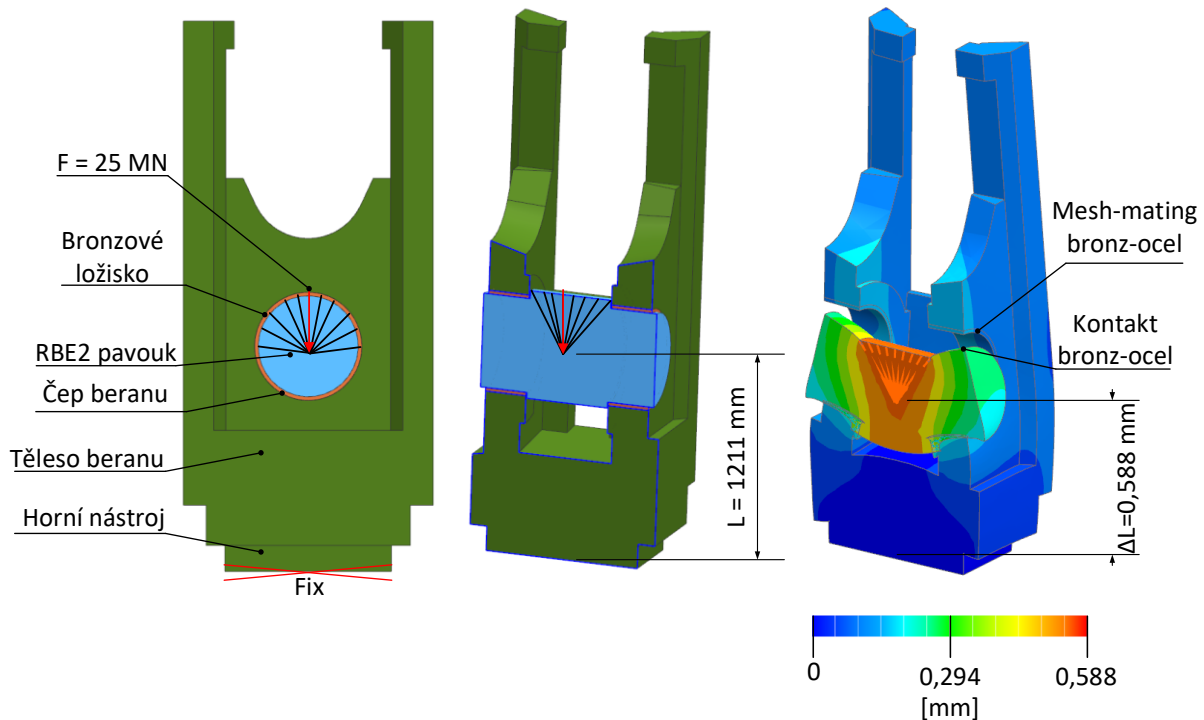 F = 25 MN
Bronzové
ložisko
RBE2 pavouk
Čep beranu
Těleso beranu
Horní nástroj
Fix
L = 1211 mm
Mesh-mating
bronz-ocel
Kontakt
bronz-ocel
ΔL=0,588 mm
0
0,294
0,588
[mm]